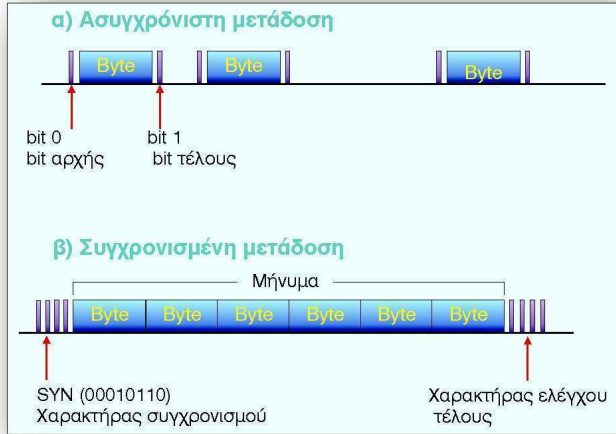 α) Ασυγχρόνιστη μετάδοση
Byte Byte Byte
bit 0 bit 1
bit αρχής bit τέλους
β) Συγχρονισμένη μετάδοση
Μήνυμα
Byte Byte Byte Byte Byte Byte
SYN (00010110) Χαρακτήρας ελέγχου
Χαρακτήρας συγχρονισμού τέλους